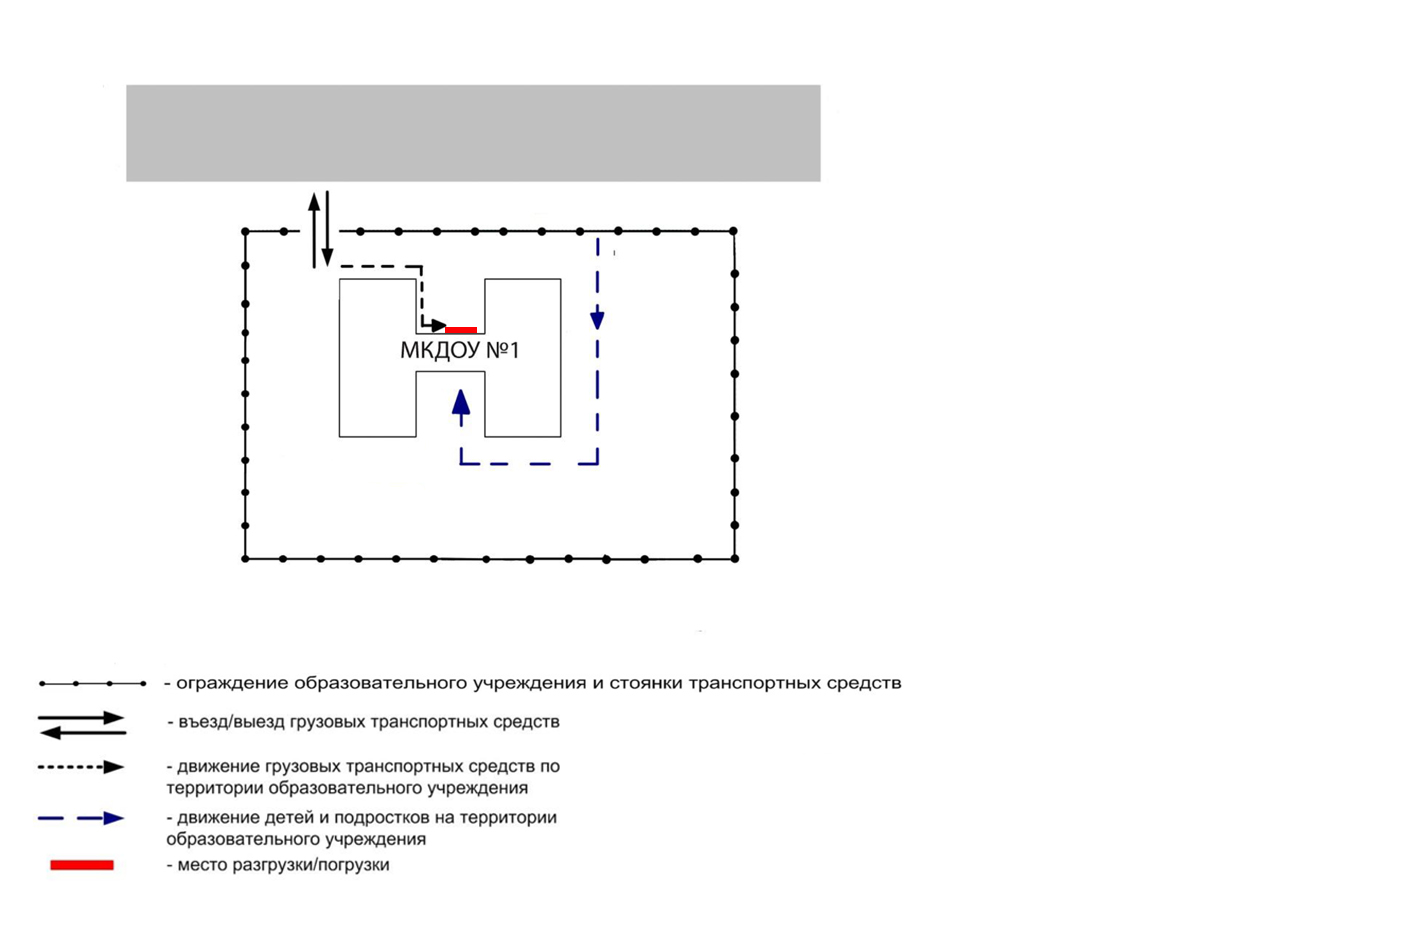 МКДОУ №1
- ограждение образовательного учреждения и стоянки транспортных средств
- въезд/выезд грузовых транспортных средств
- движение грузовых транспортных средств по
территории образовательного учреждения
- движение детей и подростков на территории
образовательного учреждения
- место разгрузки/погрузки